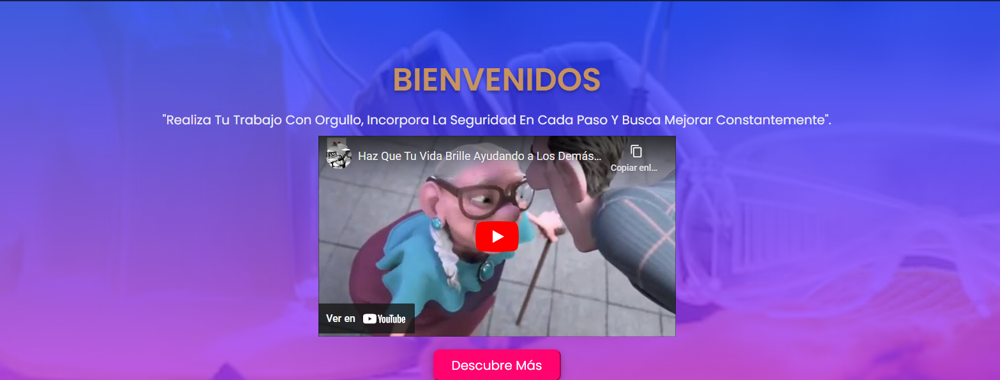 BIENVENIDOS
"Realiza Tu Trabajo Con Orgullo, Incorpora La Seguridad En Cada Paso Y Busca Mejorar Constantemente".
Haz Que Tu Vida Brille Ayudando a Los Demás...
Copiar enl...
Ver en YouTube
Descubre Más